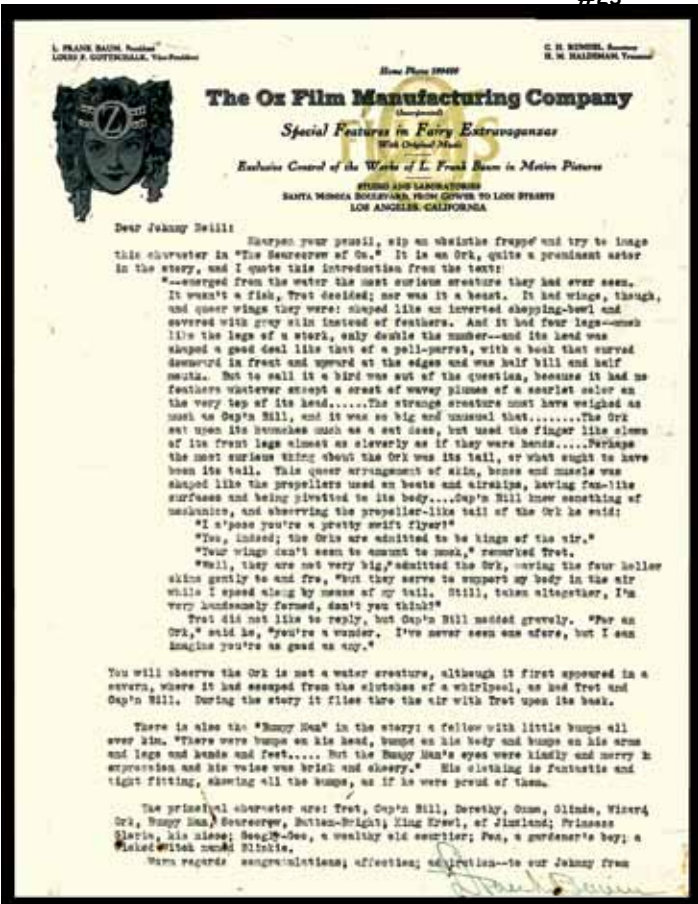 L. FRANK BAUM, President
LOUIS F. GOTTSCHALK, Vice-President
C. H. RUNDEL, Secretary
H. M. HALDEMAN, Treasurer
Home Phone 599498
The Oz Film Manufacturing Company
(Incorporated)
Special Features in Fairy Extravaganzas
With Original Music
Exclusive Control of the Works of L. Frank Baum in Motion Pictures
STUDIO AND LABORATORIES
SANTA MONICA BOULEVARD, FROM GOWER TO LODI STREETS
LOS ANGELES, CALIFORNIA
Dear Johnny Neill:
Sharpen your pencil, sip an absinthe frappé and try to image
this character in "The Scarecrow of Oz." It is an Ork, quite a prominent actor
in the story, and I quote this introduction from the text:
"--emerged from the water the most curious creature they had ever seen.
It wasn't a fish, Trot decided; nor was it a beast. It had wings, though,
and queer wings they were: shaped like an inverted chopping-bowl and
covered with gray skin instead of feathers. And it had four legs--much
like the legs of a stork, only double the number--and its head was
shaped a good deal like that of a poll-parrot, with a beak that curved
downward in front and upward at the edges and was half bill and half
mouth. But to call it a bird was out of the question, because it had no
feathers whatever except a crest of wavey plumes of a scarlet color on
the very top of its head......The strange creature must have weighed as
much as Cap'n Bill, and it was so big and unusual that........The Ork
sat upon its haunches much as a cat does, but used the finger like claws
of its front legs almost as cleverly as if they were hands.....Perhaps
the most curious thing about the Ork was its tail, or what ought to have
been its tail. This queer arrangement of skin, bones and muscle was
shaped like the propellers used on boats and airships, having fan-like
surfaces and being pivotted to its body....Cap'n Bill knew something of
mechanics, and observing the propeller-like tail of the Ork he said:
"I s'pose you're a pretty swift flyer?"
"Yes, indeed; the Orks are admitted to be kings of the air."
"Your wings don't seem to amount to much," remarked Trot.
"Well, they are not very big,"admitted the Ork, waving the four hollow
skins gently to and fro, "but they serve to support my body in the air
while I speed along by means of my tail. Still, taken altogether, I'm
very handsomely formed, don't you think?"
Trot did not like to reply, but Cap'n Bill nodded gravely. "For an
Ork," said he, "you're a wonder. I've never seen one afore, but I can
imagine you're as good as any."
You will observe the Ork is not a water creature, although it first appeared in a
cavern, where it had escaped from the clutches of a whirlpool, as had Trot and
Cap'n Bill. During the story it flies thro the air with Trot upon its back.
There is also the "Bumpy Man" in the story: a fellow with little bumps all
over him. "There were bumps on his head, bumps on his body and bumps on his arms
and legs and hands and feet..... But the Bumpy Man's eyes were kindly and merry in
expression and his voice was brisk and cheery." His clothing is fantastic and
tight fitting, showing all the bumps, as if he were proud of them.
The principal character are: Trot, Cap'n Bill, Dorothy, Ozma, Glinda, Wizard,
Ork, Bumpy Man, Scarecrow, Button-Bright; King Krewl, of Jinxland; Princess
Gloria, his niece; Googly-Goo, a wealthy old courtier; Pon, a gardener's boy; a
Wicked Witch named Blinkie.
Warm regards congratulations; affection; admiration--to our Johnny from
L. Frank Baum